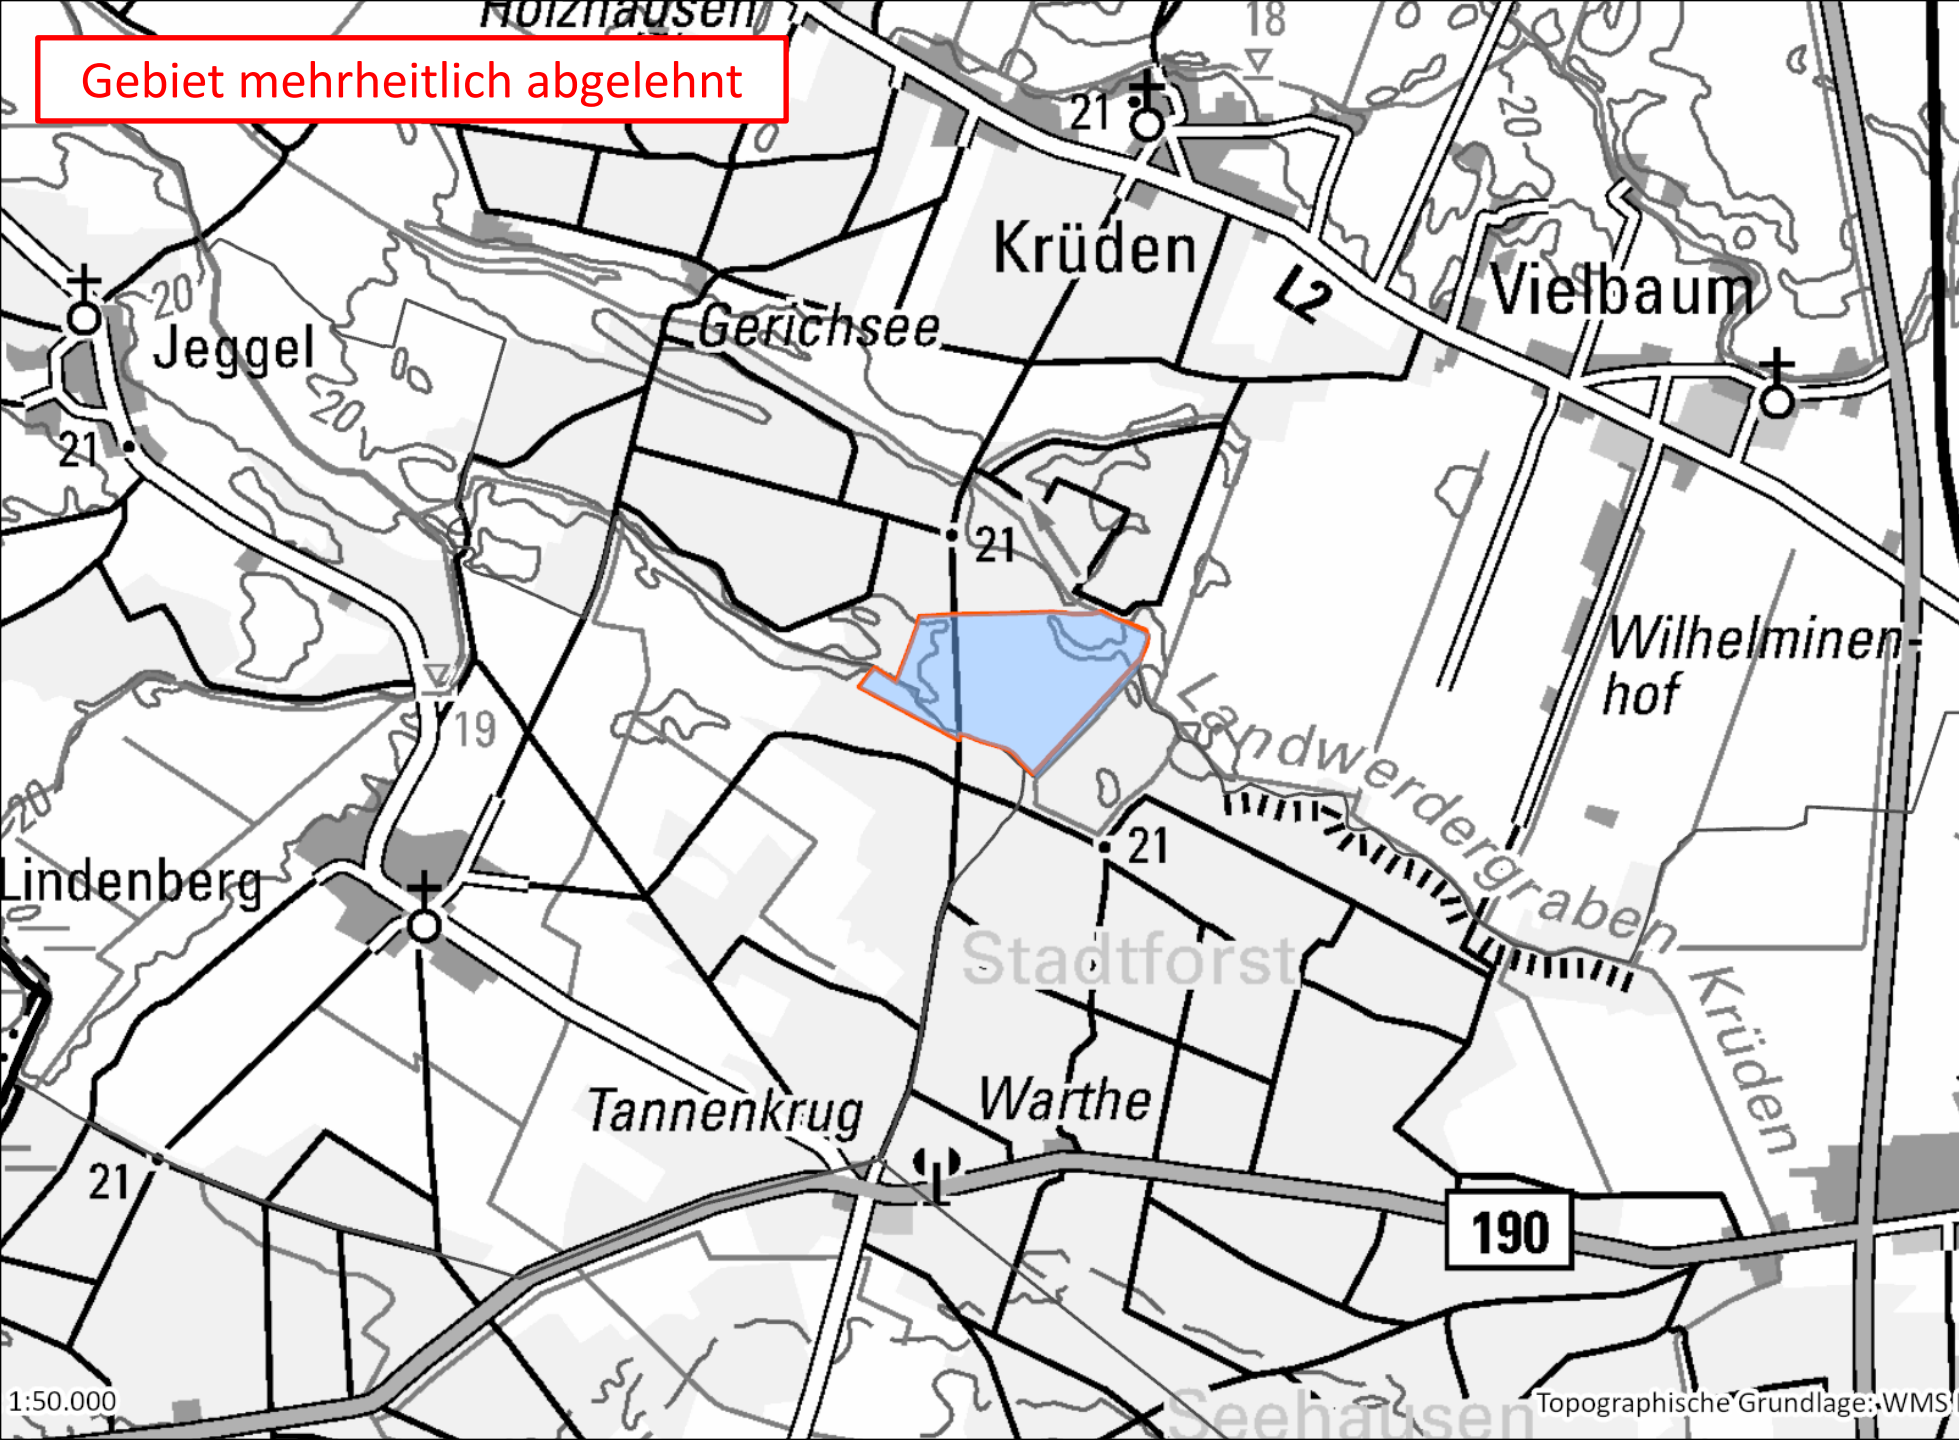 Holzhausen
Gebiet mehrheitlich abgelehnt
18
21
20
Krüden
L2
Vielbaum
20
Jeggel
Gerichsee
20
21
21
Wilhelminen-
hof
19
Landwerdergraben
20
21
Lindenberg
Stadtforst
Krüden
Tannenkrug
Warthe
21
190
1:50.000
Seehausen
Topographische Grundlage: WMS